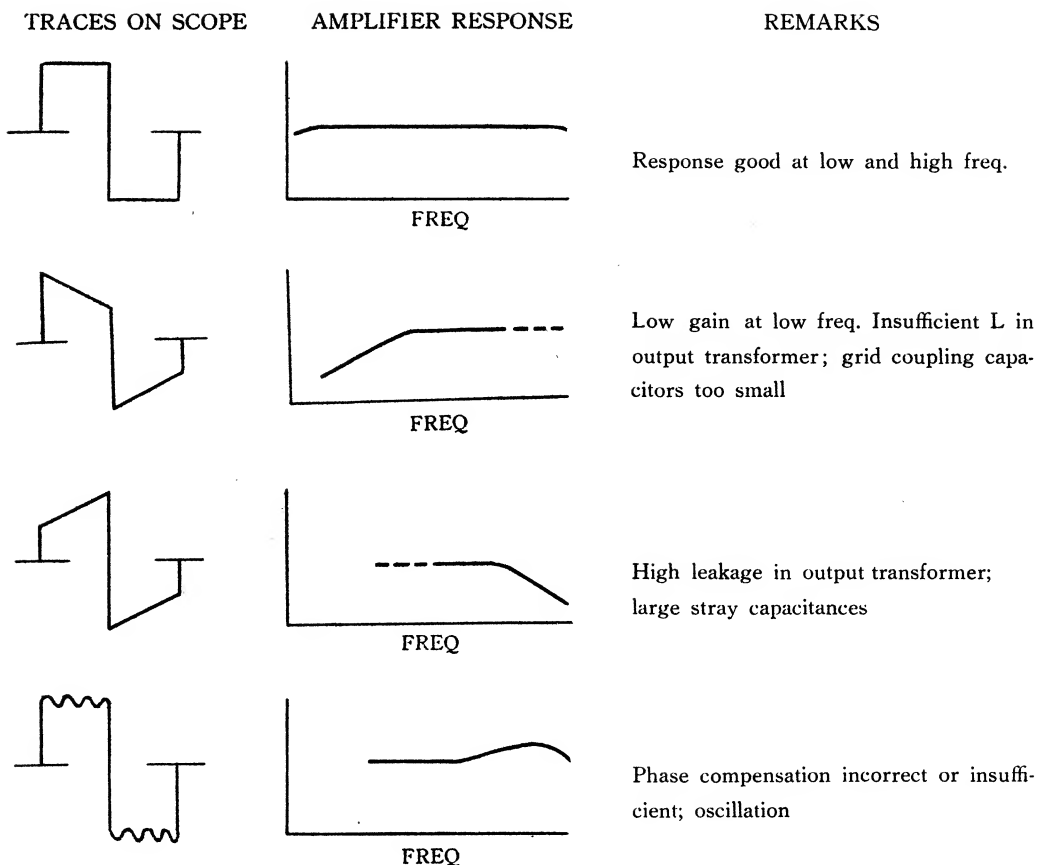 TRACES ON SCOPE AMPLIFIER RESPONSE REMARKS
Response good at low and high freq.
FREQ
Low gain at low freq. Insufficient L in
output transformer; grid coupling capa-
citors too small
FREQ
High leakage in output transformer;
large stray capacitances
FREQ
Phase compensation incorrect or insuffi-
cient; oscillation
FREQ